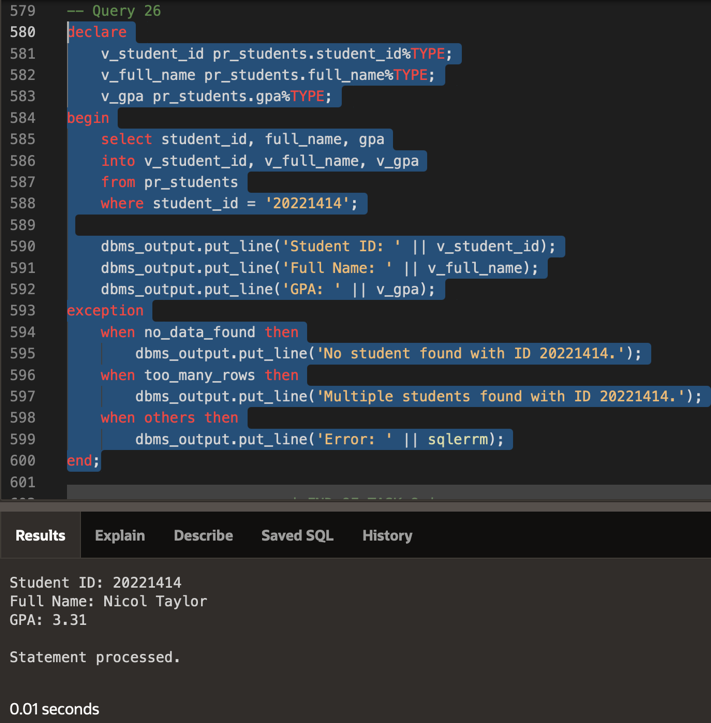 579 -- Query 26
580 declare
581     v_student_id pr_students.student_id%TYPE;
582     v_full_name pr_students.full_name%TYPE;
583     v_gpa pr_students.gpa%TYPE;
584 begin
585     select student_id, full_name, gpa
586     into v_student_id, v_full_name, v_gpa
587     from pr_students
588     where student_id = '20221414';
589
590     dbms_output.put_line('Student ID: ' || v_student_id);
591     dbms_output.put_line('Full Name: ' || v_full_name);
592     dbms_output.put_line('GPA: ' || v_gpa);
593 exception
594     when no_data_found then
595         dbms_output.put_line('No student found with ID 20221414.');
596     when too_many_rows then
597         dbms_output.put_line('Multiple students found with ID 20221414.');
598     when others then
599         dbms_output.put_line('Error: ' || sqlerrm);
600 end;
601
Results Explain Describe Saved SQL History
Student ID: 20221414
Full Name: Nicol Taylor
GPA: 3.31
Statement processed.
0.01 seconds